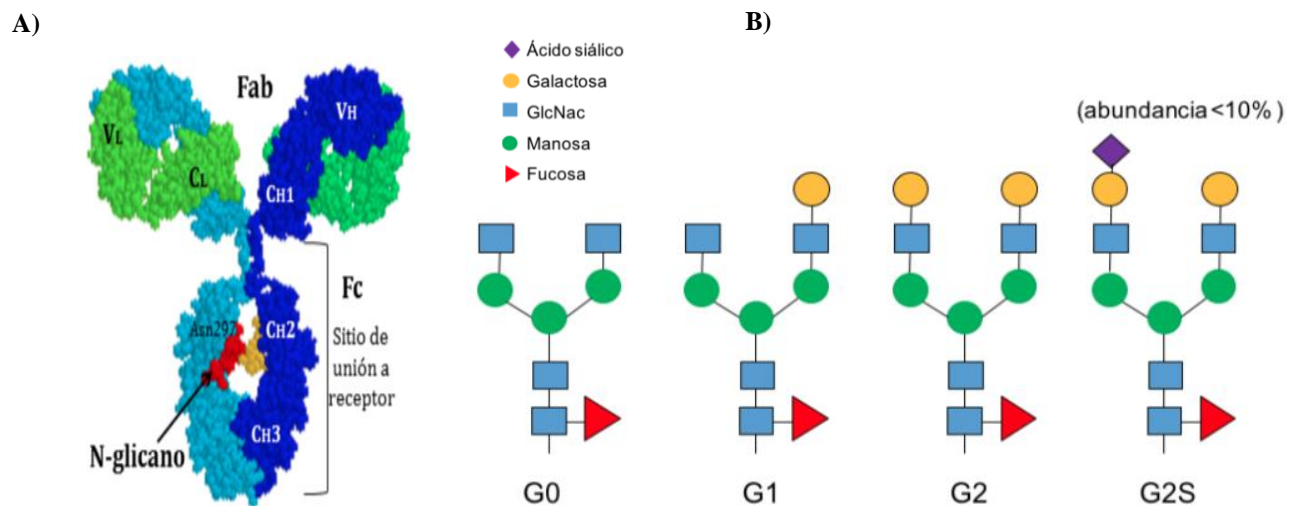 A)
Fab
VL
VH
CL
CH1
Fc
Asn297
CH2
Sitio de
unión a
receptor
CH3
N-glicano
B)
Ácido siálico
Galactosa
GlcNac
Manosa
Fucosa
(abundancia <10%)
G0
G1
G2
G2S